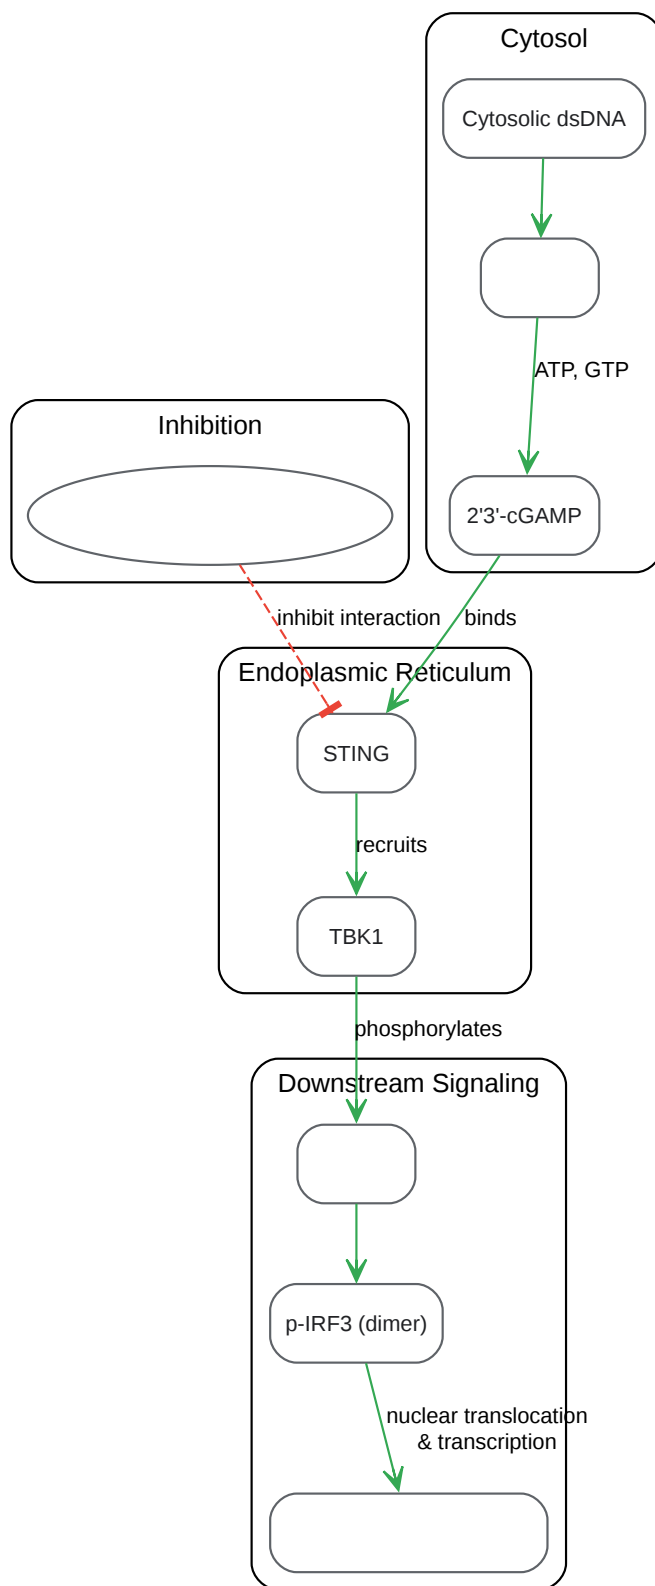 Cytosol
Cytosolic dsDNA
ATP, GTP
Inhibition
2'3'-cGAMP
inhibit interaction
binds
Endoplasmic Reticulum
STING
recruits
TBK1
phosphorylates
Downstream Signaling
p-IRF3 (dimer)
nuclear translocation
& transcription